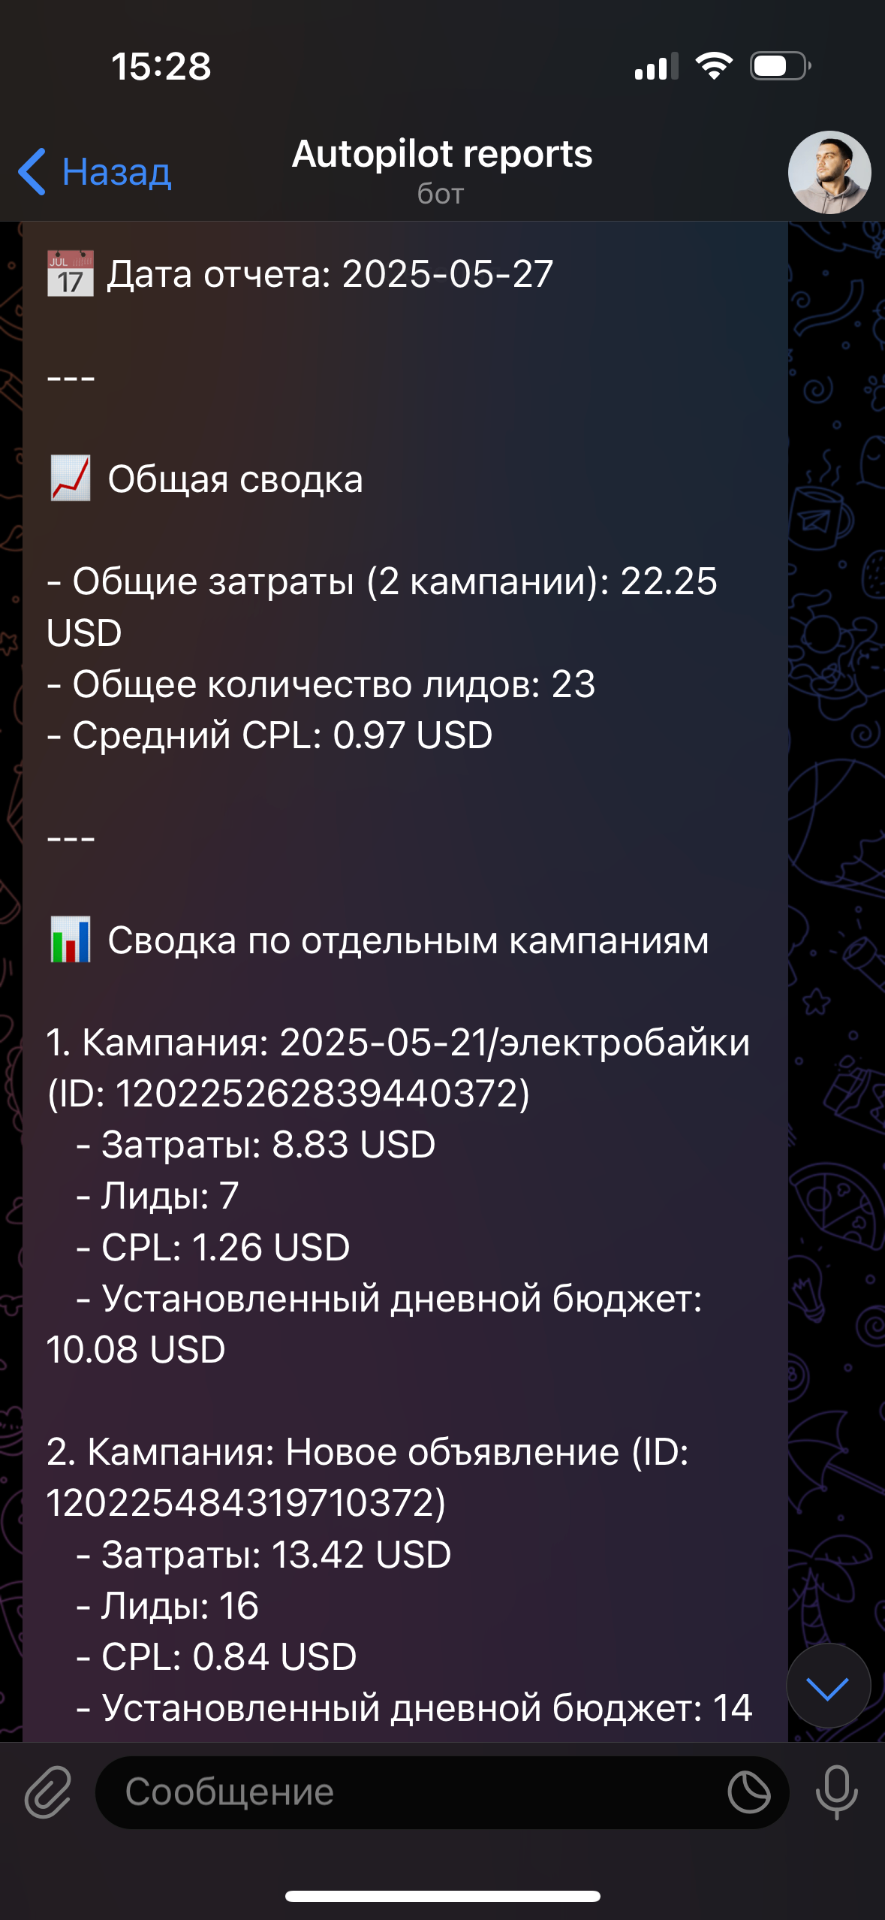 15:28
Назад
Autopilot reports
бот
JUL
17
Дата отчета: 2025-05-27
---
Общая сводка
- Общие затраты (2 кампании): 22.25
USD
- Общее количество лидов: 23
- Средний CPL: 0.97 USD
---
Сводка по отдельным кампаниям
1. Кампания: 2025-05-21/электробайки
(ID: 120225262839440372)
- Затраты: 8.83 USD
- Лиды: 7
- CPL: 1.26 USD
- Установленный дневной бюджет:
10.08 USD
2. Кампания: Новое объявление (ID:
120225484319710372)
- Затраты: 13.42 USD
- Лиды: 16
- CPL: 0.84 USD
- Установленный дневной бюджет: 14
Сообщение